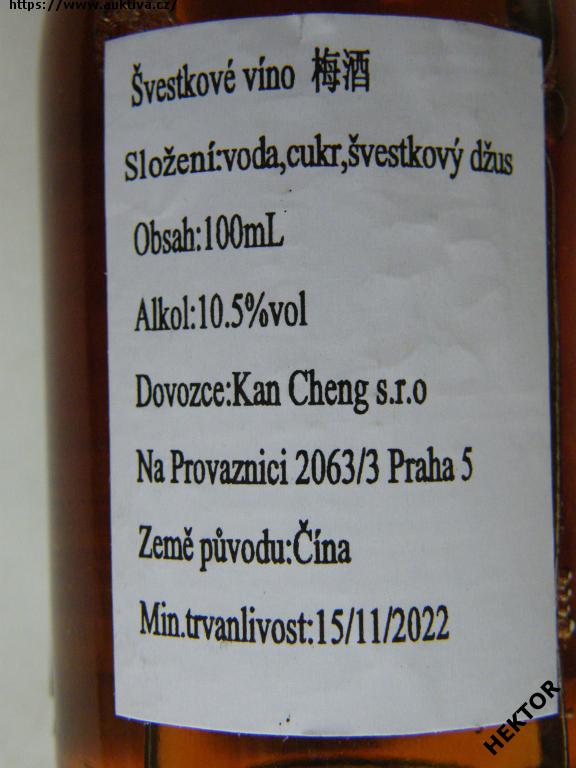 https://www.auktiva.cz/
Švestkové víno 梅酒
Složení:voda,cukr,švestkový džus
Obsah:100mL
Alkol:10.5%vol
Dovozce:Kan Cheng s.r.o
Na Provaznici 2063/3 Praha 5
Země původu:Čína
Min.trvanlivost:15/11/2022
HEKTOR